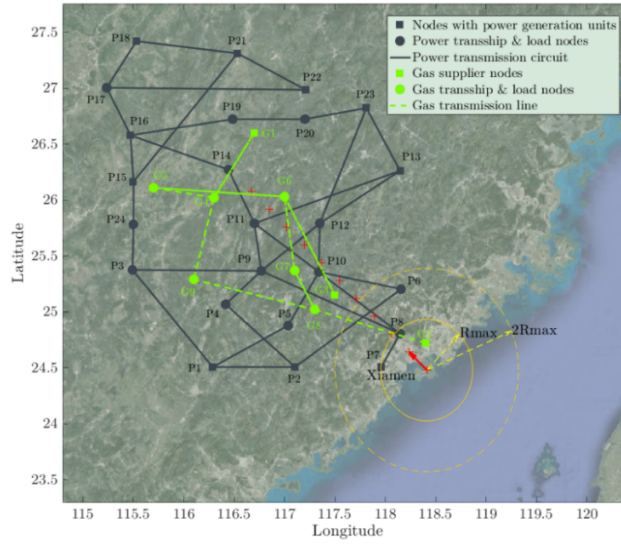 27.5
27
26.5
26
25.5
25
24.5
24
23.5
Latitude
115
115.5
116
116.5
117
117.5
118
118.5
119
119.5
120
Longitude
Nodes with power generation units
Power transship & load nodes
Power transmission circuit
Gas supplier nodes
Gas transship & load nodes
Gas transmission line
P18
P21
P22
P17
P23
P19
P20
P16
G1
P14
P13
P15
G6
P24
P11
P12
P3
P9
P10
P6
P4
P5
G8
P8
P7
Xiamen
P1
P2
Rmax
2Rmax